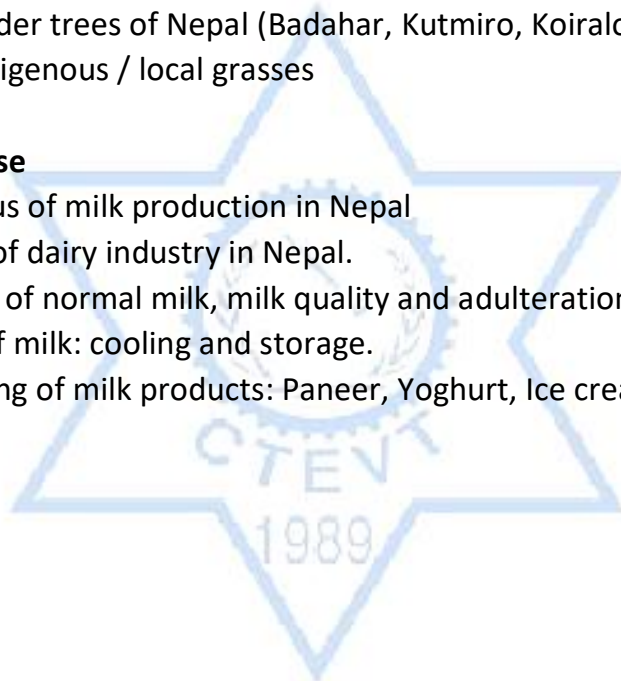 der trees of Nepal (Badahar, Kutmiro, Koiralo
igenous / local grasses
se
us of milk production in Nepal
of dairy industry in Nepal.
of normal milk, milk quality and adulteration
f milk: cooling and storage.
ng of milk products: Paneer, Yoghurt, Ice crea
CTEVT
1989